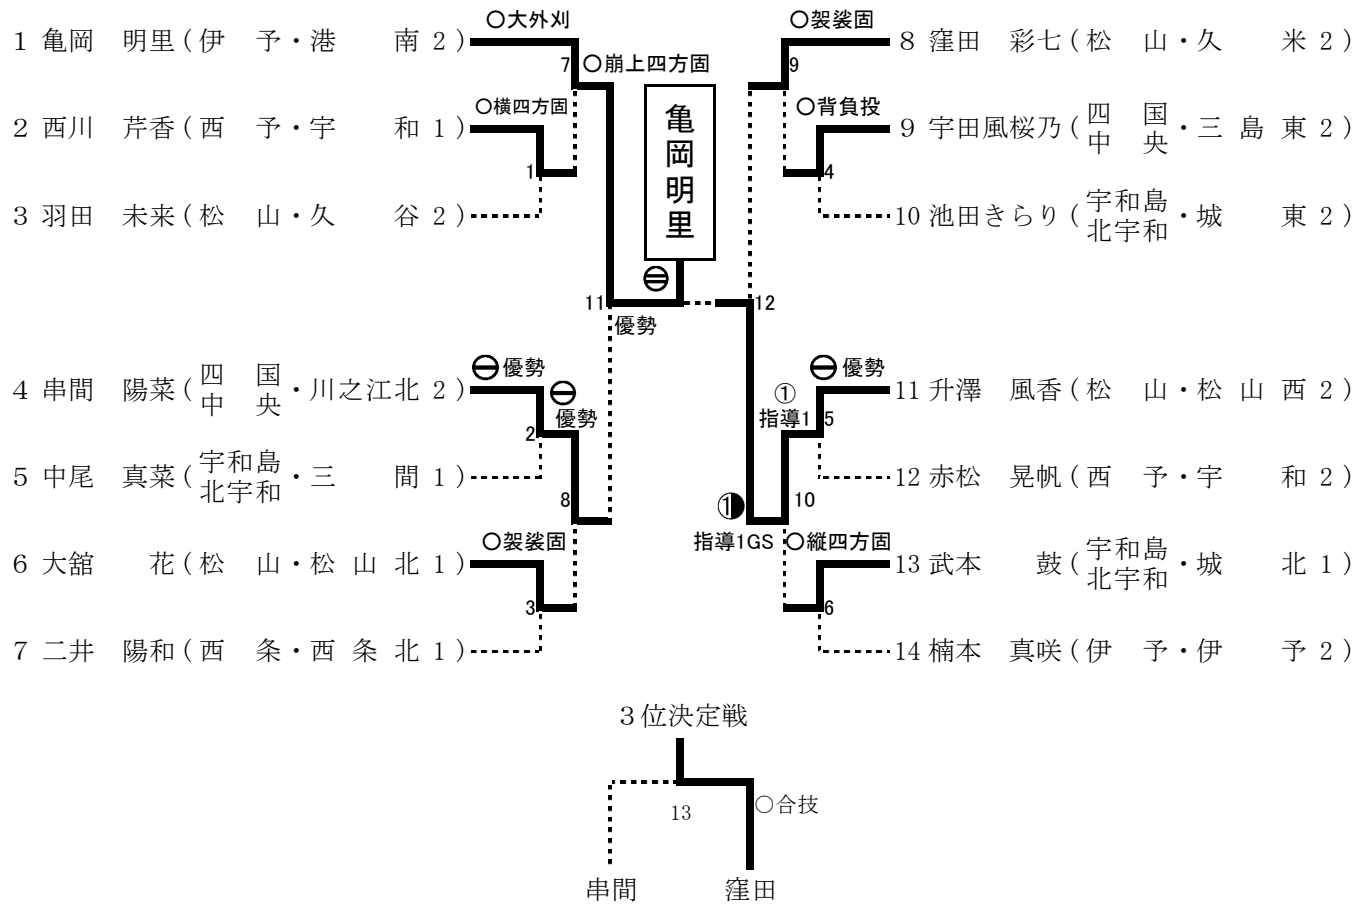 ○大外刈
1 亀岡 明里(伊 予・港 南 2)
7
○崩上四方固
○横四方固
2 西川 芹香(西 予・宇 和 1)
1
3 羽田 未来(松 山・久 谷 2)
11
優勢
優勢
4 串間 陽菜(四国中央・川之江北 2)
優勢
2
5 中尾 真菜(宇和島北宇和・三 間 1)
8
○袈裟固
6 大舘 花(松 山・松 山 北 1)
3
7 二井 陽和(西 条・西 条 北 1)
亀岡明里
○袈裟固
8 窪田 彩七(松 山・久 米 2)
9
○背負投
9 宇田風桜乃(四国中央・三 島 東 2)
4
10 池田きらり(宇和島北宇和・城 東 2)
12
優勢
11 升澤 風香(松 山・松 山 西 2)
①
指導1
5
12 赤松 晃帆(西 予・宇 和 2)
10
①
指導1GS
○縦四方固
13 武本 鼓(宇和島北宇和・城 北 1)
6
14 楠本 真咲(伊 予・伊 予 2)
3位決定戦
13
○合技
串間
窪田